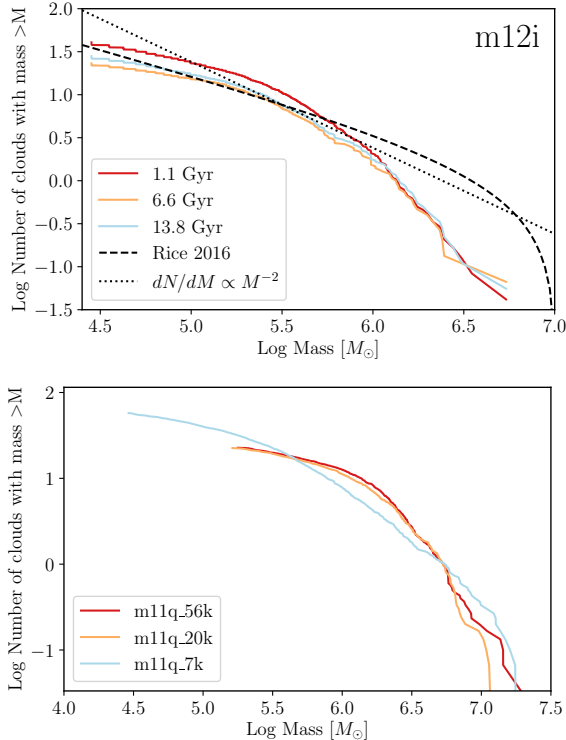 m12i
Log Number of clouds with mass >M
2.0
1.5
1.0
0.5
0.0
−0.5
−1.0
−1.5
1.1 Gyr
6.6 Gyr
13.8 Gyr
Rice 2016
dN/dM ∝ M⁻²
4.5 5.0 5.5 6.0 6.5 7.0
Log Mass [M⊙]
Log Number of clouds with mass >M
2
1
0
−1
m11q_56k
m11q_20k
m11q_7k
4.0 4.5 5.0 5.5 6.0 6.5 7.0 7.5
Log Mass [M⊙]